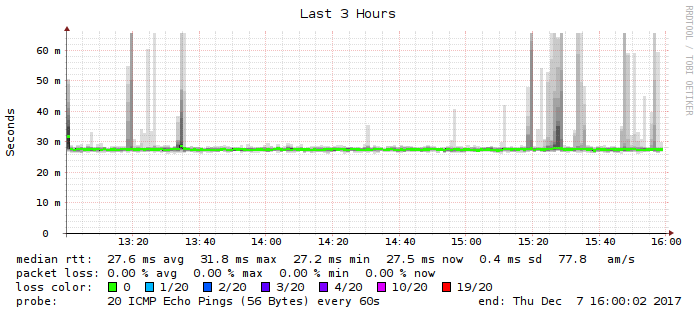 Last 3 Hours
RRDTOOL / TOBI OETIKER
Seconds
60 m
50 m
40 m
30 m
20 m
10 m
0
13:20 13:40 14:00 14:20 14:40 15:00 15:20 15:40 16:00
median rtt: 27.6 ms avg 31.8 ms max 27.2 ms min 27.5 ms now 0.4 ms sd 77.8 am/s
packet loss: 0.00 % avg 0.00 % max 0.00 % min 0.00 % now
loss color: 0 1/20 2/20 3/20 4/20 10/20 19/20
probe: 20 ICMP Echo Pings (56 Bytes) every 60s end: Thu Dec 7 16:00:02 2017